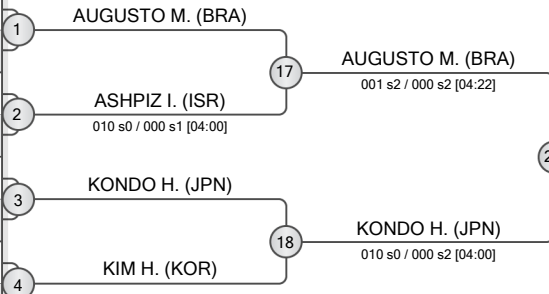 1
AUGUSTO M. (BRA)
17
AUGUSTO M. (BRA)
001 s2 / 000 s2 [04:22]
2
ASHPIZ I. (ISR)
010 s0 / 000 s1 [04:00]
3
KONDO H. (JPN)
18
KONDO H. (JPN)
010 s0 / 000 s2 [04:00]
4
KIM H. (KOR)